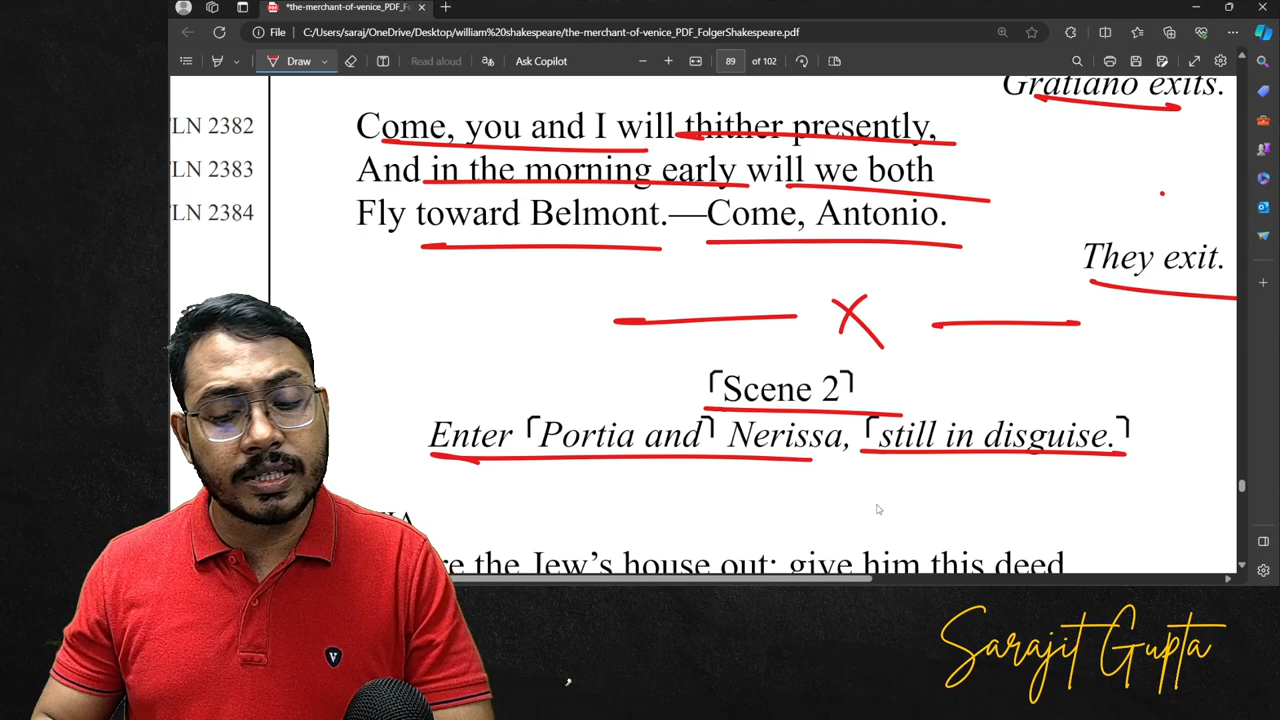 *the-merchant-of-venice_PDF_F
File C:/Users/saraj/OneDrive/Desktop/william%20shakespeare/the-merchant-of-venice_PDF_FolgerShakespeare.pdf
Draw Read aloud Ask Copilot 89 of 102
Gratiano exits.
LN 2382 Come, you and I will thither presently,
LN 2383 And in the morning early will we both
LN 2384 Fly toward Belmont.—Come, Antonio.
They exit.
X
⌜Scene 2⌝
Enter ⌜Portia and⌝ Nerissa, ⌜still in disguise.⌝
the Jew's house out; give him this deed
Sarajit Gupta